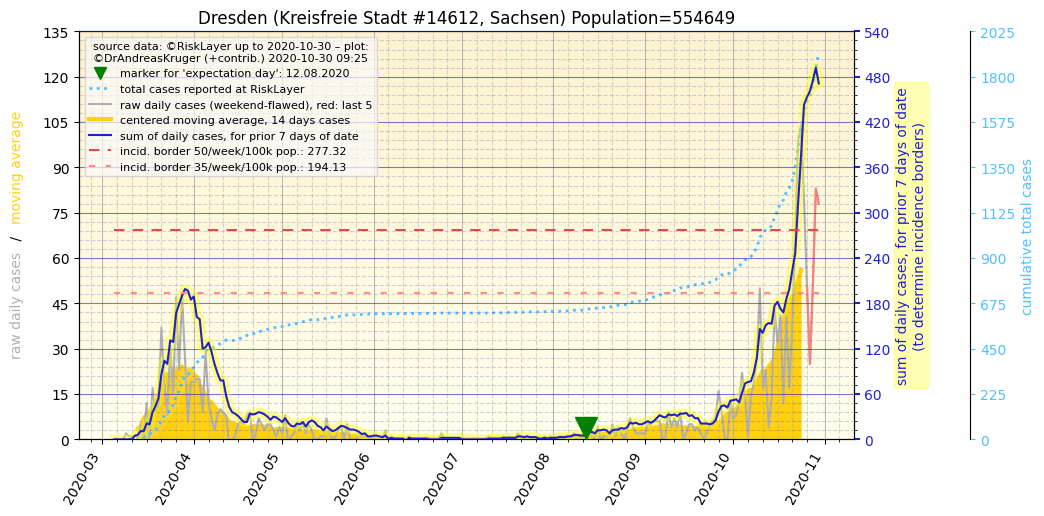 Dresden (Kreisfreie Stadt #14612, Sachsen) Population=554649
source data: ©RiskLayer up to 2020-10-30 – plot:
©DrAndreasKruger (+contrib.) 2020-10-30 09:25
marker for 'expectation day': 12.08.2020
total cases reported at RiskLayer
raw daily cases (weekend-flawed), red: last 5
centered moving average, 14 days cases
sum of daily cases, for prior 7 days of date
incid. border 50/week/100k pop.: 277.32
incid. border 35/week/100k pop.: 194.13
raw daily cases / moving average
135
120
105
90
75
60
45
30
15
0
540
480
420
360
300
240
180
120
60
0
sum of daily cases, for prior 7 days of date
(to determine incidence borders)
2025
1800
1575
1350
1125
900
675
450
225
0
cumulative total cases
2020-03
2020-04
2020-05
2020-06
2020-07
2020-08
2020-09
2020-10
2020-11